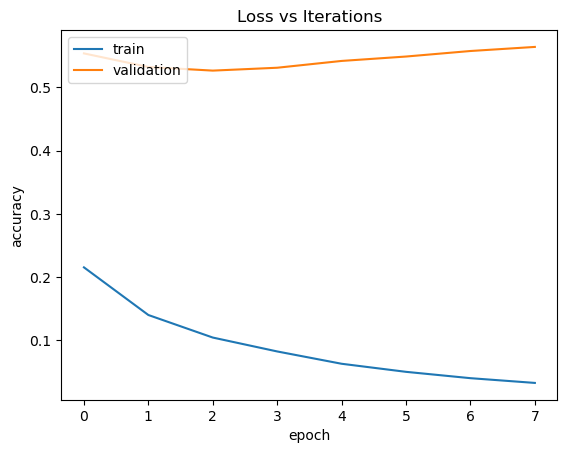 Loss vs Iterations
train
validation
accuracy
0.5
0.4
0.3
0.2
0.1
0 1 2 3 4 5 6 7
epoch